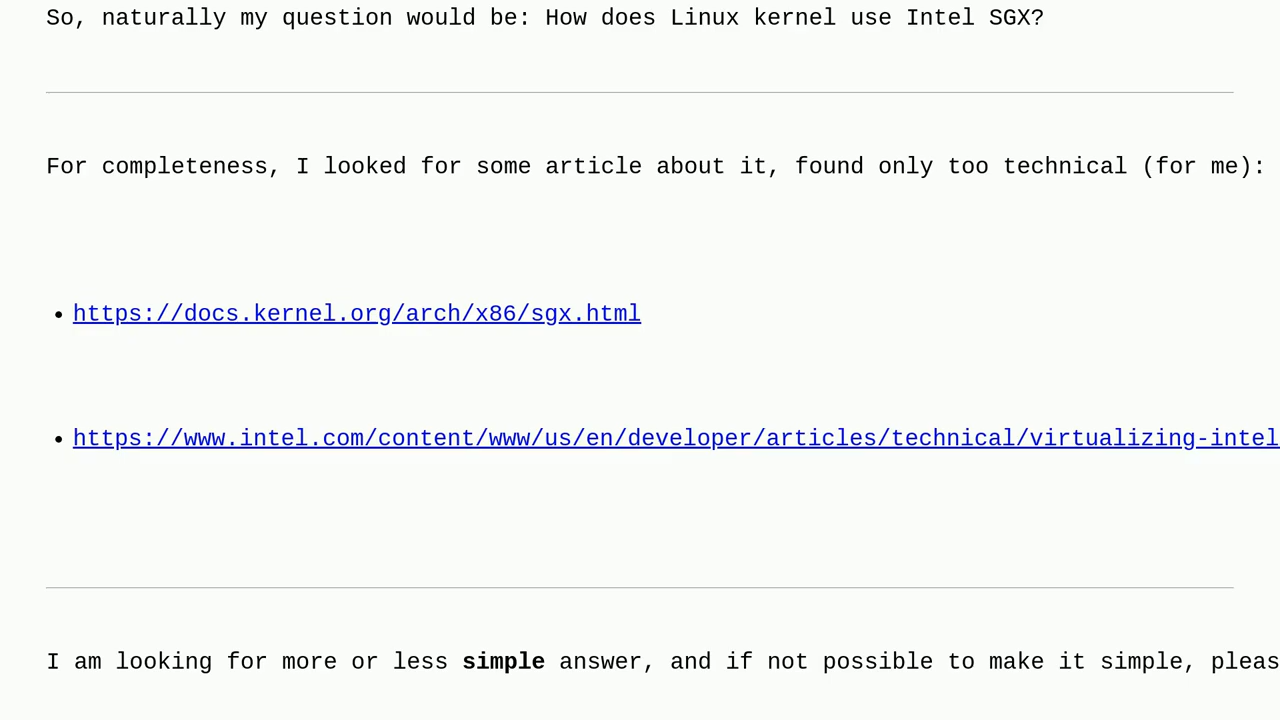 So, naturally my question would be: How does Linux kernel use Intel SGX?
For completeness, I looked for some article about it, found only too technical (for me):
• https://docs.kernel.org/arch/x86/sgx.html
• https://www.intel.com/content/www/us/en/developer/articles/technical/virtualizing-intel
I am looking for more or less simple answer, and if not possible to make it simple, pleas